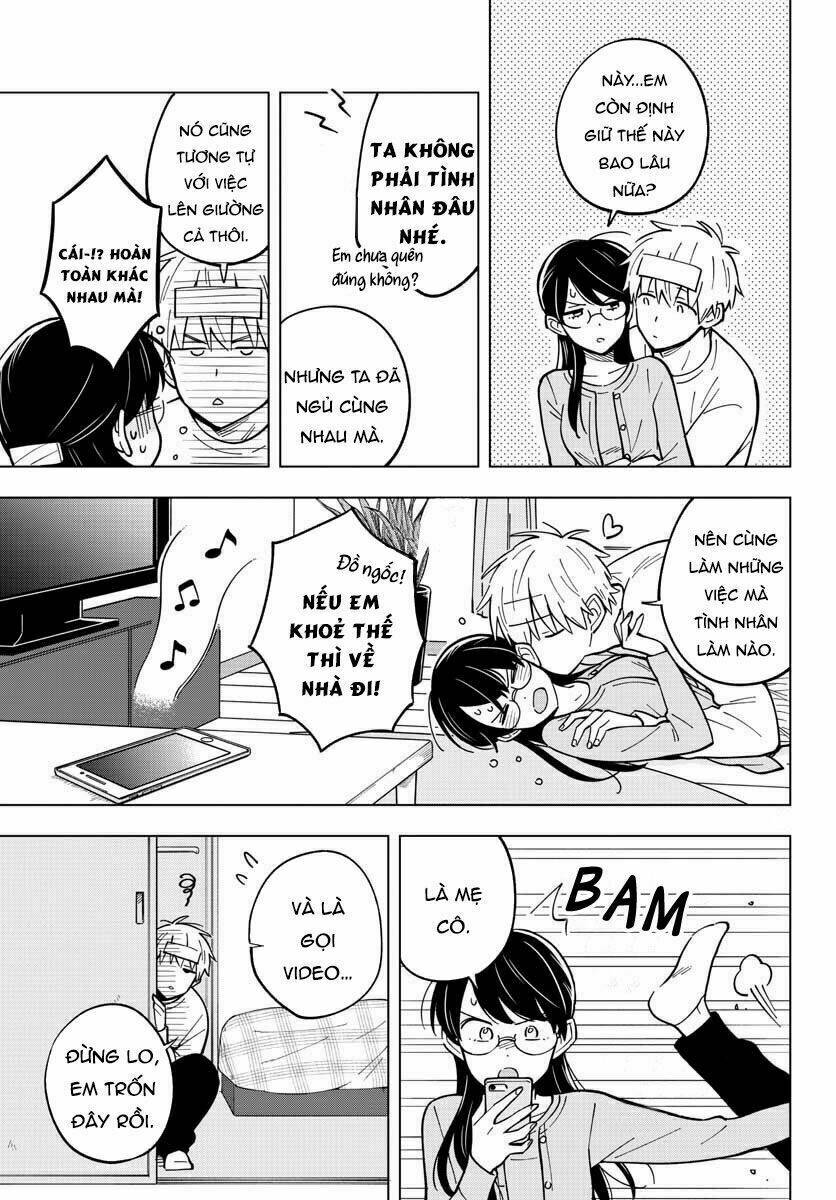 NÀY...EM
CÒN ĐỊNH
GIỮ THẾ NÀY
BAO LÂU
NỮA?
TA KHÔNG
PHẢI TÌNH
NHÂN ĐÂU
NHÉ.
Em chưa quên
đúng không?
NHƯNG TA ĐÃ
NGỦ CÙNG
NHAU MÀ.
NÓ CŨNG
TƯƠNG TỰ
VỚI VIỆC
LÊN GIƯỜNG
CẢ THÔI.
CÁI-!? HOÀN
TOÀN KHÁC
NHAU MÀ!
NÊN CÙNG
LÀM NHỮNG
VIỆC MÀ
TÌNH NHÂN
LÀM NÀO.
Đồ ngốc!
NẾU EM
KHOẺ THẾ
THÌ VỀ
NHÀ ĐI!
BAM
LÀ MẸ
CÔ.
VÀ LÀ
GỌI
VIDEO...
ĐỪNG LO,
EM TRỐN
ĐÂY RỒI.